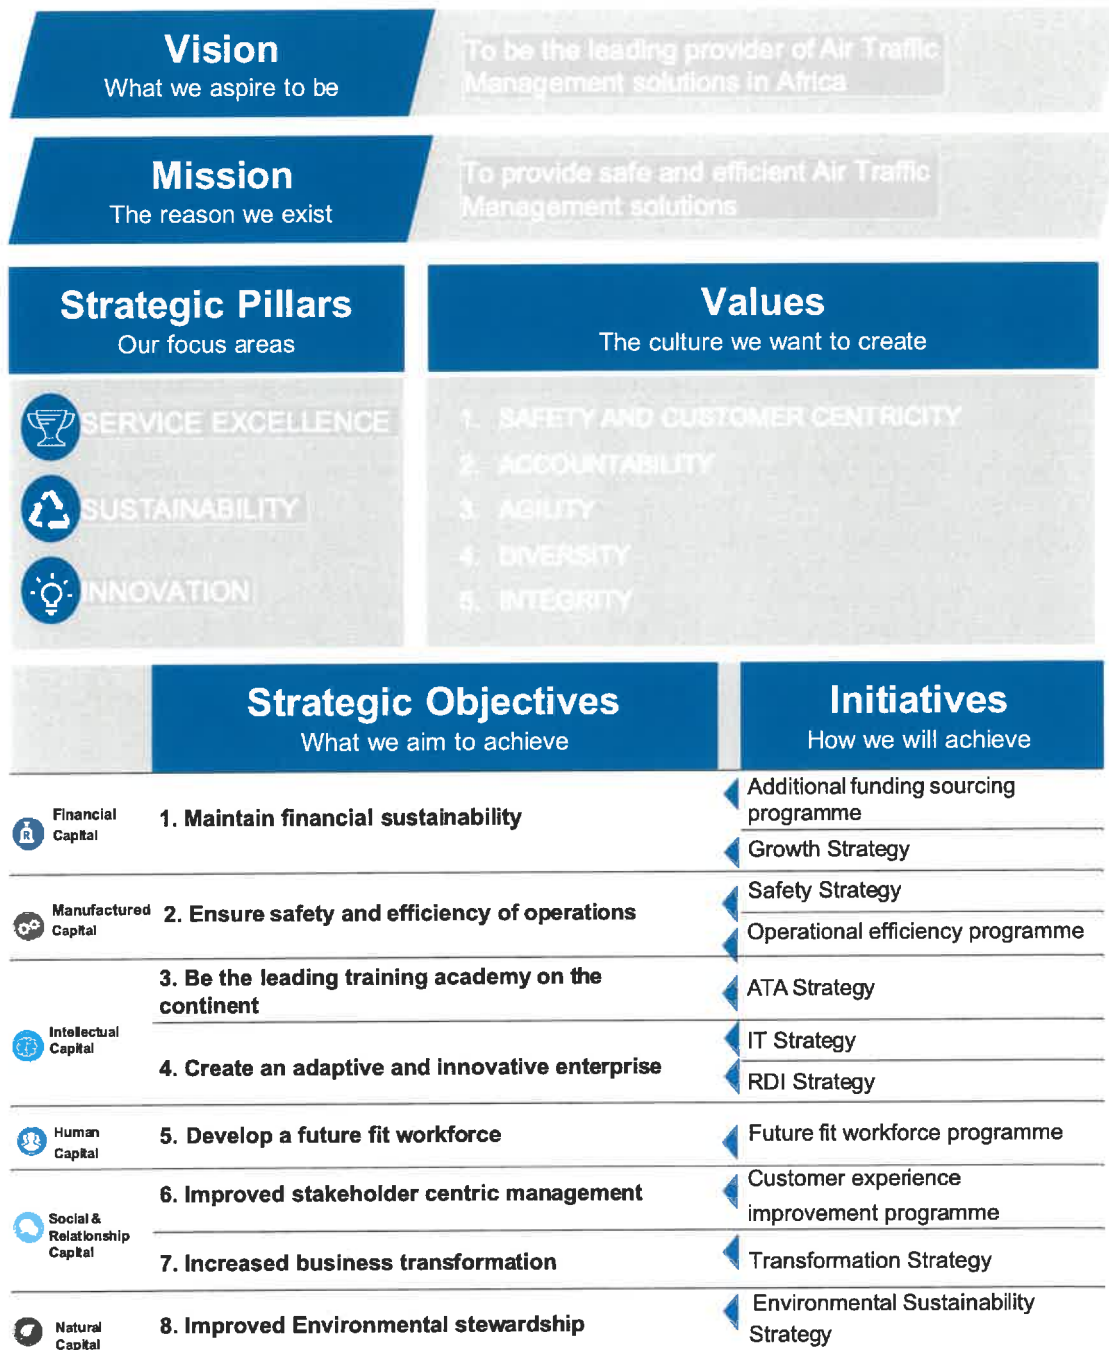 Vision
What we aspire to be
To be the leading provider of Air Traffic
Management solutions in Africa
Mission
The reason we exist
To provide safe and efficient Air Traffic
Management solutions
Strategic Pillars
Our focus areas
SERVICE EXCELLENCE
SUSTAINABILITY
INNOVATION
Values
The culture we want to create
1. SAFETY AND CUSTOMER CENTRICITY
2. ACCOUNTABILITY
3. AGILITY
4. DIVERSITY
5. INTEGRITY
Strategic Objectives
What we aim to achieve
Initiatives
How we will achieve
R
Financial
Capital
1. Maintain financial sustainability
Additional funding sourcing
programme
Growth Strategy
Manufactured
Capital
2. Ensure safety and efficiency of operations
Safety Strategy
Operational efficiency programme
Intellectual
Capital
3. Be the leading training academy on the
continent
ATA Strategy
4. Create an adaptive and innovative enterprise
IT Strategy
RDI Strategy
Human
Capital
5. Develop a future fit workforce
Future fit workforce programme
Social &
Relationship
Capital
6. Improved stakeholder centric management
Customer experience
improvement programme
7. Increased business transformation
Transformation Strategy
Natural
Capital
8. Improved Environmental stewardship
Environmental Sustainability
Strategy